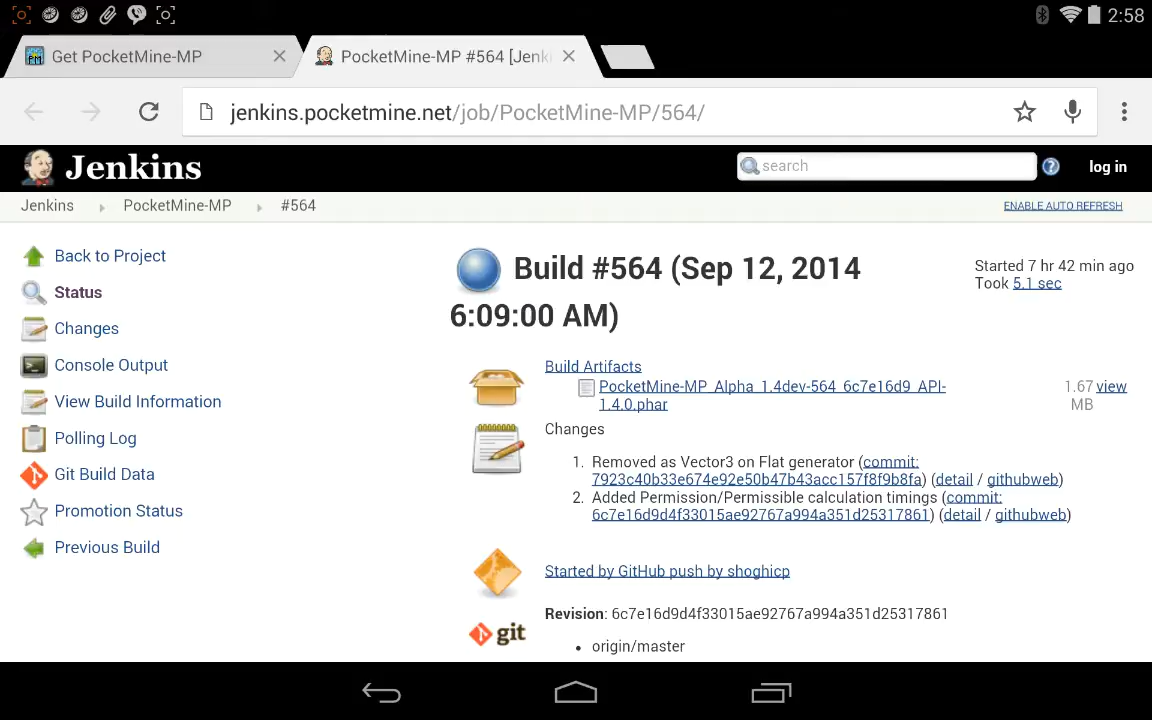 2:58
Get PocketMine-MP
PocketMine-MP #564 [Jenk
jenkins.pocketmine.net/job/PocketMine-MP/564/
Jenkins
search
log in
Jenkins PocketMine-MP #564
ENABLE AUTO REFRESH
Back to Project
Status
Changes
Console Output
View Build Information
Polling Log
Git Build Data
Promotion Status
Previous Build
Build #564 (Sep 12, 2014
6:09:00 AM)
Started 7 hr 42 min ago
Took 5.1 sec
Build Artifacts
PocketMine-MP_Alpha_1.4dev-564_6c7e16d9_API-
1.4.0.phar
1.67 view
MB
Changes
1. Removed as Vector3 on Flat generator (commit:
7923c40b33e674e92e50b47b43acc157f8f9b8fa) (detail / githubweb)
2. Added Permission/Permissible calculation timings (commit:
6c7e16d9d4f33015ae92767a994a351d25317861) (detail / githubweb)
Started by GitHub push by shoghicp
Revision: 6c7e16d9d4f33015ae92767a994a351d25317861
git
• origin/master